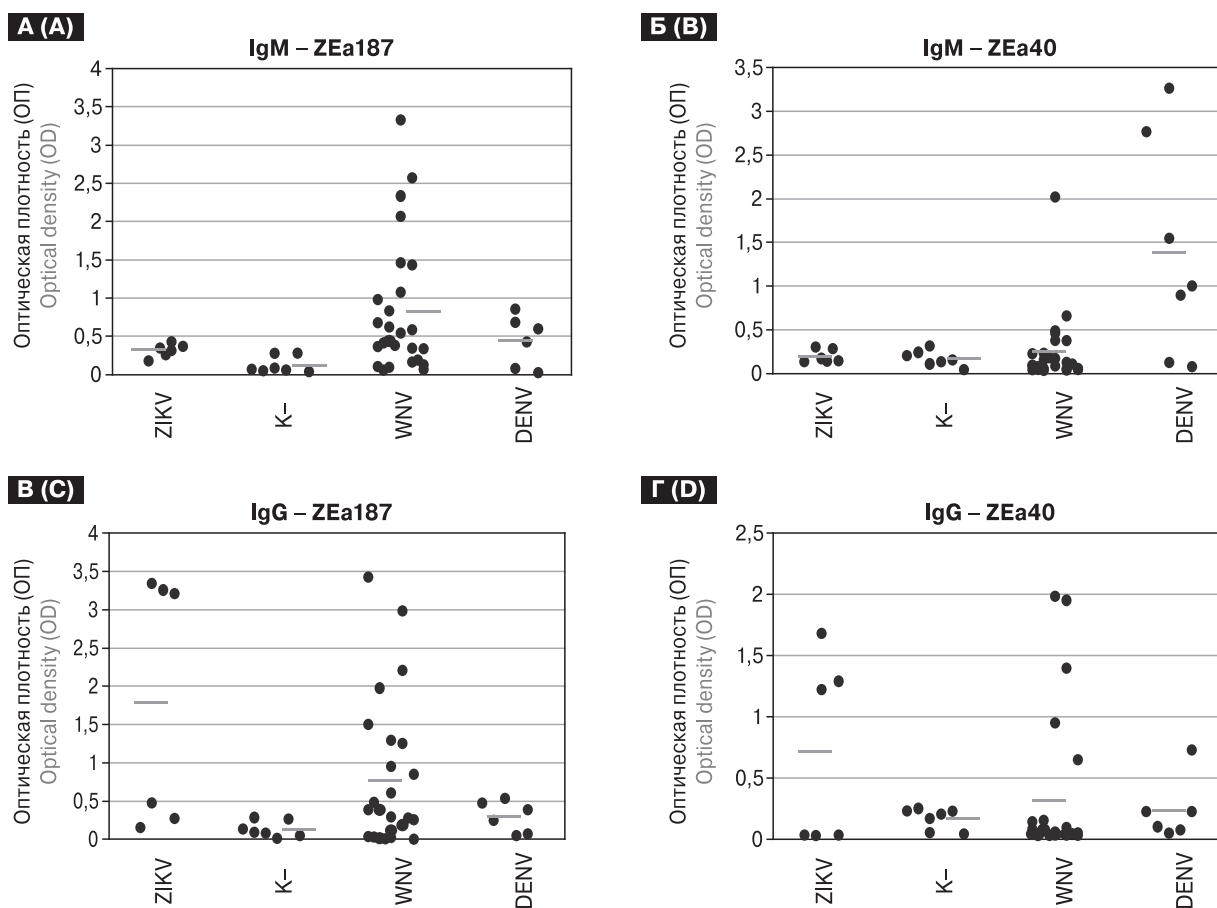 А (A)
IgM – ZEa187
Оптическая плотность (ОП)
Optical density (OD)
4
3,5
3
2,5
2
1,5
1
0,5
0
ZIKV
K–
WNV
DENV
Б (B)
IgM – ZEa40
Оптическая плотность (ОП)
Optical density (OD)
3,5
3
2,5
2
1,5
1
0,5
0
ZIKV
K–
WNV
DENV
В (C)
IgG – ZEa187
Оптическая плотность (ОП)
Optical density (OD)
4
3,5
3
2,5
2
1,5
1
0,5
0
ZIKV
K–
WNV
DENV
Г (D)
IgG – ZEa40
Оптическая плотность (ОП)
Optical density (OD)
2,5
2
1,5
1
0,5
0
ZIKV
K–
WNV
DENV